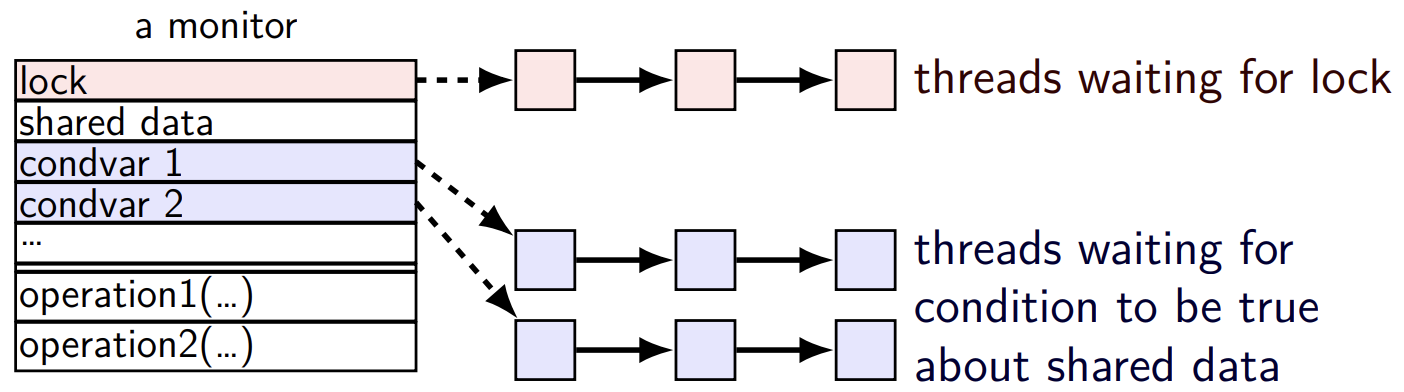 a monitor
lock
threads waiting for lock
shared data
condvar 1
condvar 2
…
operation1(…)
operation2(…)
threads waiting for
condition to be true
about shared data